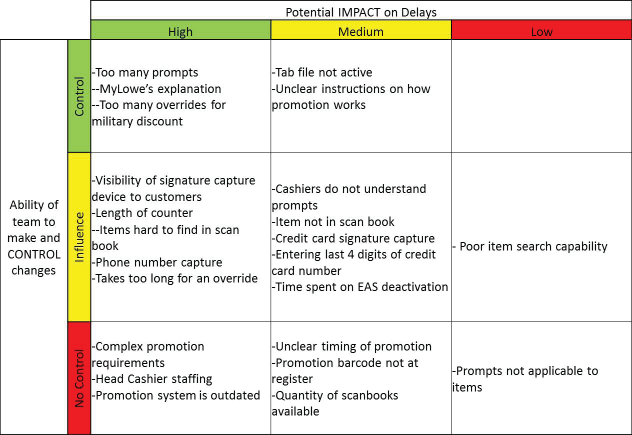 Potential IMPACT on Delays
High
Medium
Low
Ability of
team to
make and
CONTROL
changes
Control
-Too many prompts
--MyLowe's explanation
--Too many overrides for
military discount
-Tab file not active
-Unclear instructions on how
promotion works
Influence
-Visibility of signature capture
device to customers
-Length of counter
--Items hard to find in scan
book
-Phone number capture
-Takes too long for an override
-Cashiers do not understand
prompts
-Item not in scan book
-Credit card signature capture
-Entering last 4 digits of credit
card number
-Time spent on EAS deactivation
- Poor item search capability
No Control
-Complex promotion
requirements
-Head Cashier staffing
-Promotion system is outdated
-Unclear timing of promotion
-Promotion barcode not at
register
-Quantity of scanbooks
available
-Prompts not applicable to
items